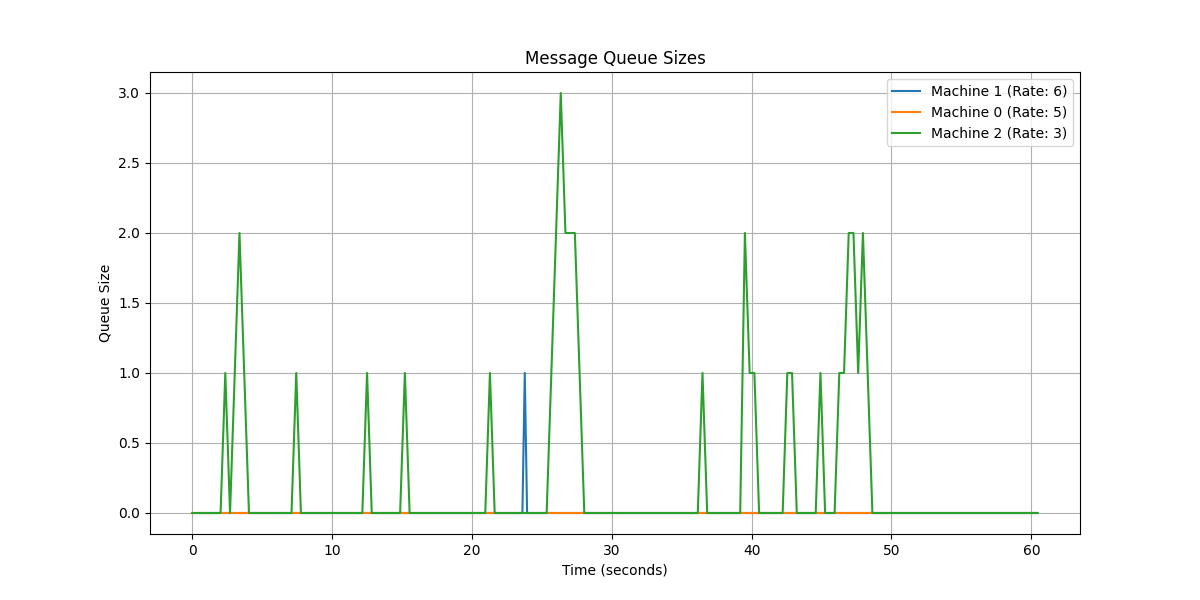 Message Queue Sizes
Machine 1 (Rate: 6)
Machine 0 (Rate: 5)
Machine 2 (Rate: 3)
Queue Size
3.0
2.5
2.0
1.5
1.0
0.5
0.0
0 10 20 30 40 50 60
Time (seconds)